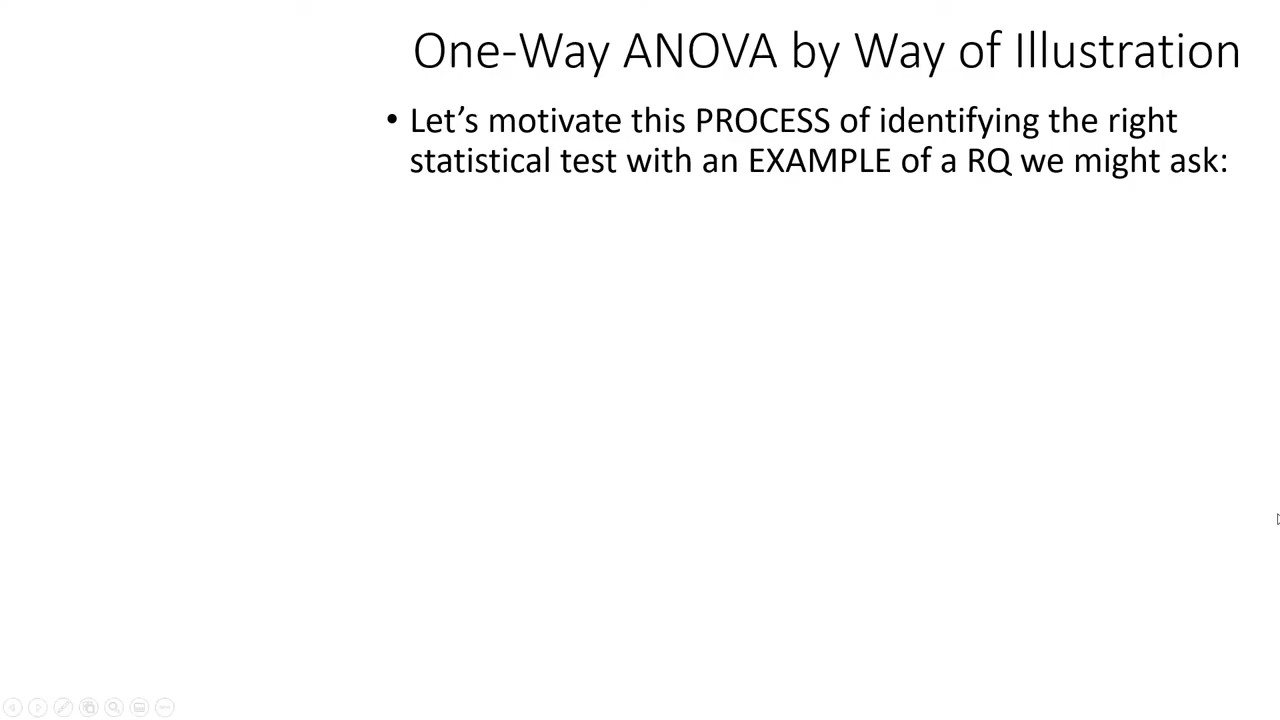 One-Way ANOVA by Way of Illustration
• Let’s motivate this PROCESS of identifying the right
statistical test with an EXAMPLE of a RQ we might ask: